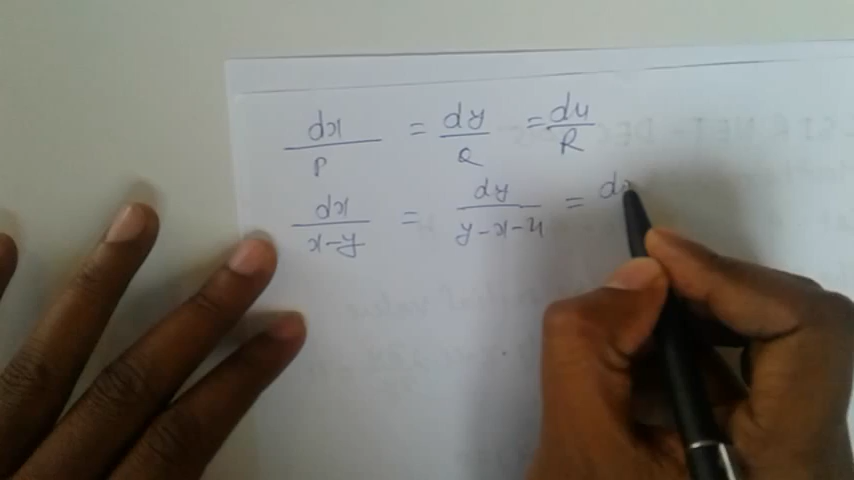 dx/P = dy/Q = du/R
dx/x-y = dy/y-x-u = d